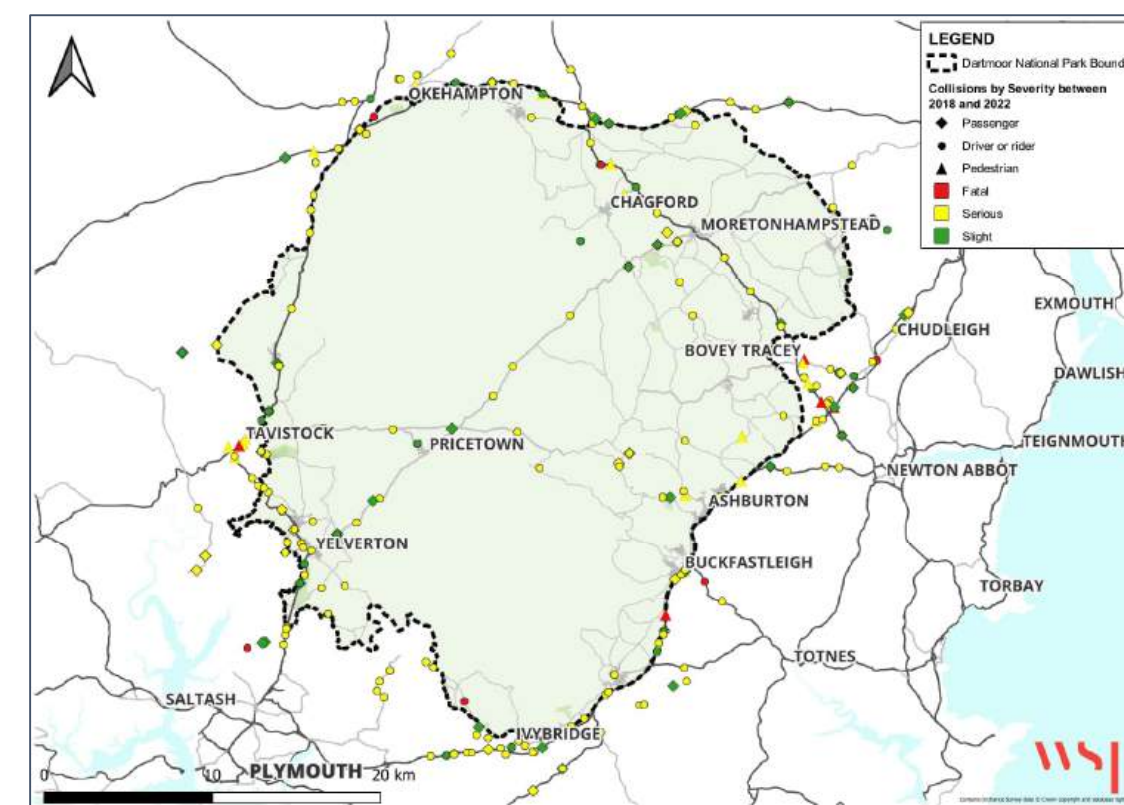 LEGEND
Dartmoor National Park Bound
Collisions by Severity between
2018 and 2022
Passenger
Driver or rider
Pedestrian
Fatal
Serious
Slight
OKEHAMPTON
CHAGFORD
MORETONHAMPSTEAD
EXMOUTH
CHUDLEIGH
BOVEY TRACEY
DAWLISH
TAVISTOCK
PRICETOWN
TEIGNMOUTH
NEWTON ABBOT
ASHBURTON
YELVERTON
BUCKFASTLEIGH
TORBAY
TOTNES
SALTASH
IVYBRIDGE
PLYMOUTH
0 10 20 km
wsp